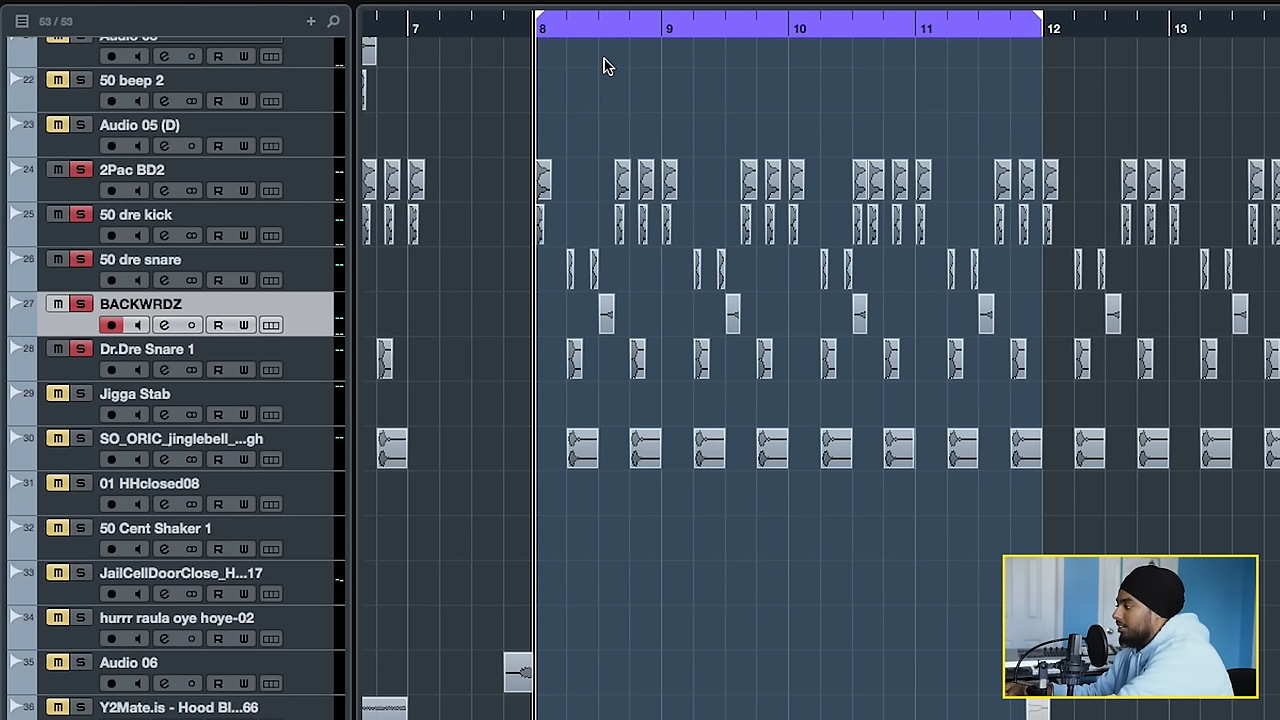 53 / 53
7 8 9 10 11 12 13
Audio 03
R W
22 m S 50 beep 2
R W
23 m S Audio 05 (D)
R W
24 m S 2Pac BD2
R W
25 m S 50 dre kick
R W
26 m S 50 dre snare
R W
27 m S BACKWRDZ
R W
28 m S Dr.Dre Snare 1
R W
29 m S Jigga Stab
R W
30 m S SO_ORIC_jinglebell_...gh
R W
31 m S 01 HHclosed08
R W
32 m S 50 Cent Shaker 1
R W
33 m S JailCellDoorClose_H...17
R W
34 m S hurrr raula oye hoye-02
R W
35 m S Audio 06
R W
36 m S Y2Mate.is - Hood Bl...66